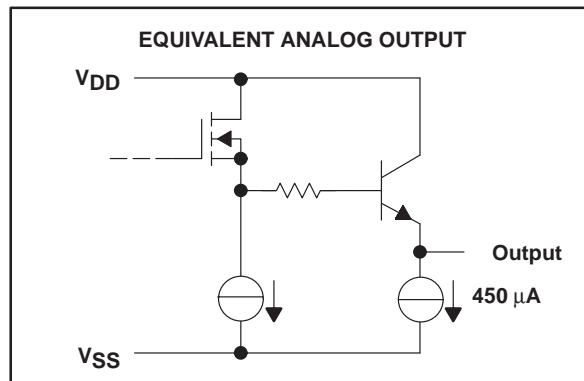 EQUIVALENT ANALOG OUTPUT
VDD
Output
450 μA
VSS